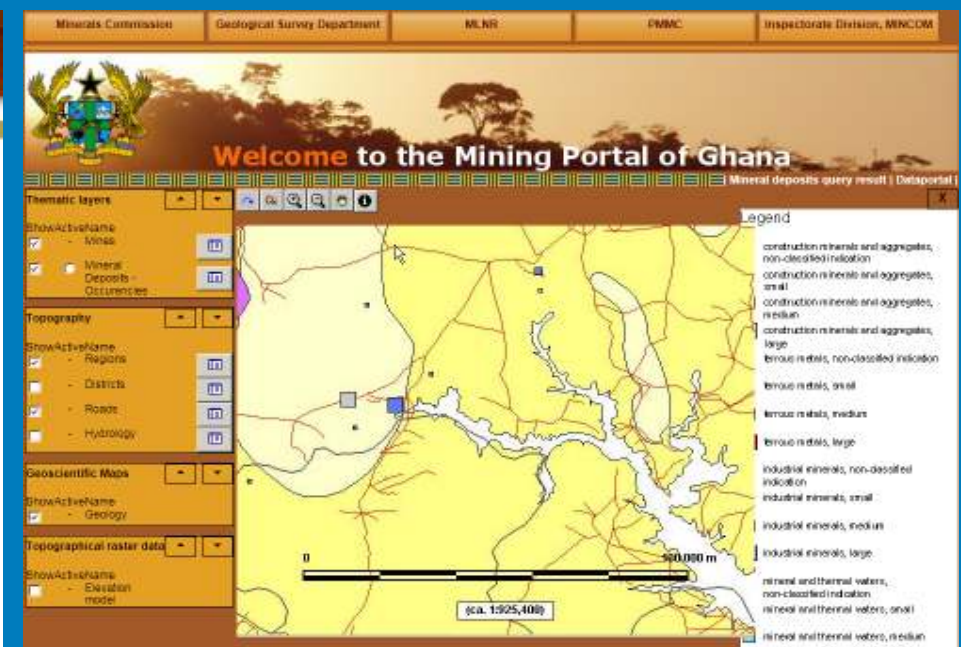 Minerals Commission
Geological Survey Department
MLNR
PMMC
Inspectorate Division, MINCOM
Welcome to the Mining Portal of Ghana
Mineral deposits query result | Dataportal |
Thematic layers
ShowActiveName
- Mines
- Mineral
Deposits -
Occurencies
Topography
ShowActiveName
- Regions
- Districts
- Roads
- Hydrology
Geoscientific Maps
ShowActiveName
- Geology
Topographical raster data
ShowActiveName
- Elevation
model
0
100,000 m
(ca. 1:925,408)
X
Legend
construction minerals and aggregates,
non-classified indication
construction minerals and aggregates,
small
construction minerals and aggregates,
medium
construction minerals and aggregates,
large
ferrous metals, non-classified indication
ferrous metals, small
ferrous metals, medium
ferrous metals, large
industrial minerals, non-classified
indication
industrial minerals, small
industrial minerals, medium
industrial minerals, large
mineral and thermal waters,
non-classified indication
mineral and thermal waters, small
mineral and thermal waters, medium